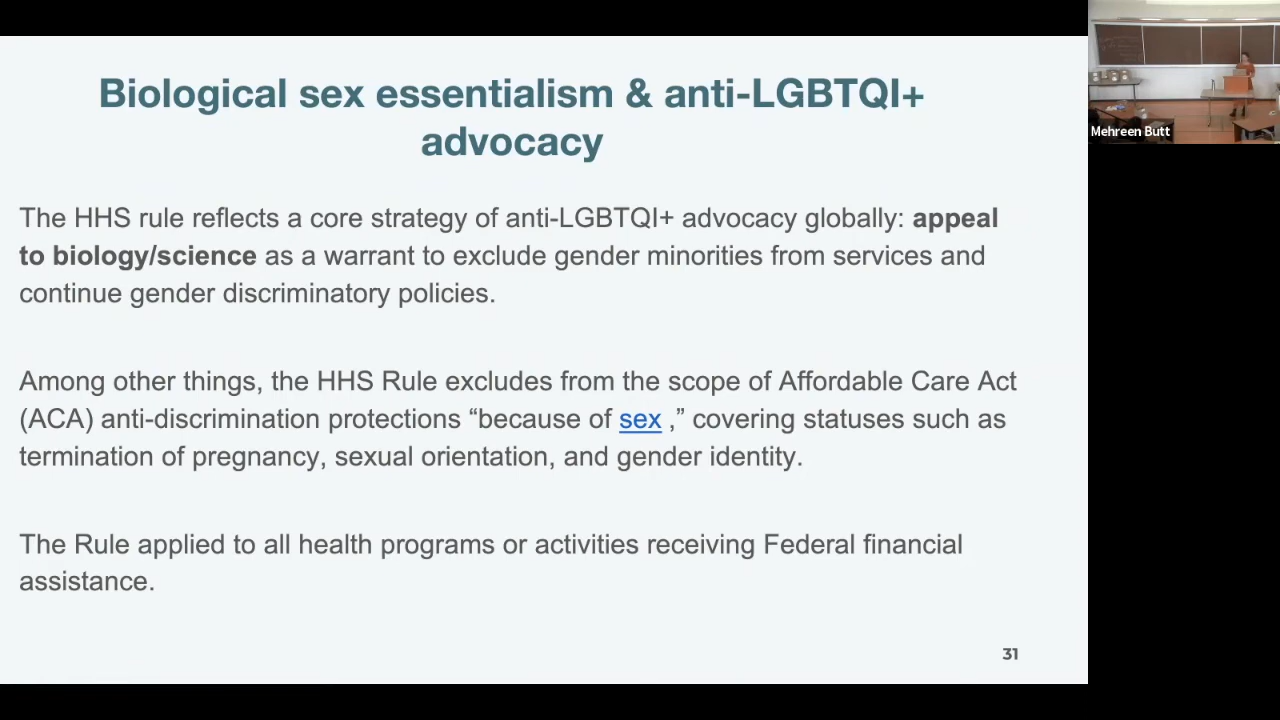 Biological sex essentialism & anti-LGBTQI+
advocacy
The HHS rule reflects a core strategy of anti-LGBTQI+ advocacy globally: appeal
to biology/science as a warrant to exclude gender minorities from services and
continue gender discriminatory policies.
Among other things, the HHS Rule excludes from the scope of Affordable Care Act
(ACA) anti-discrimination protections “because of sex ,” covering statuses such as
termination of pregnancy, sexual orientation, and gender identity.
The Rule applied to all health programs or activities receiving Federal financial
assistance.
31
Mehreen Butt